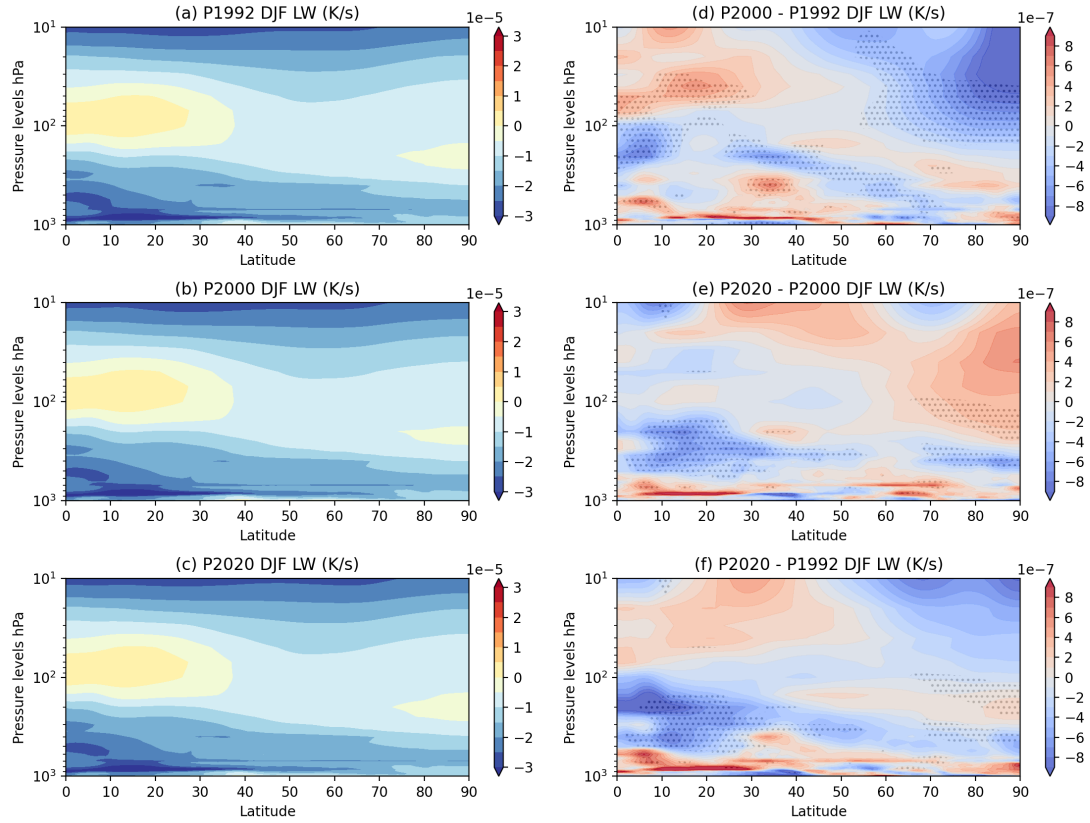 (a) P1992 DJF LW (K/s)
1e−5
10¹
10²
10³
Pressure levels hPa
0 10 20 30 40 50 60 70 80 90
Latitude
3
2
1
0
−1
−2
−3
(d) P2000 - P1992 DJF LW (K/s)
1e−7
10¹
10²
10³
Pressure levels hPa
0 10 20 30 40 50 60 70 80 90
Latitude
8
6
4
2
0
−2
−4
−6
−8
(b) P2000 DJF LW (K/s)
1e−5
10¹
10²
10³
Pressure levels hPa
0 10 20 30 40 50 60 70 80 90
Latitude
3
2
1
0
−1
−2
−3
(e) P2020 - P2000 DJF LW (K/s)
1e−7
10¹
10²
10³
Pressure levels hPa
0 10 20 30 40 50 60 70 80 90
Latitude
8
6
4
2
0
−2
−4
−6
−8
(c) P2020 DJF LW (K/s)
1e−5
10¹
10²
10³
Pressure levels hPa
0 10 20 30 40 50 60 70 80 90
Latitude
3
2
1
0
−1
−2
−3
(f) P2020 - P1992 DJF LW (K/s)
1e−7
10¹
10²
10³
Pressure levels hPa
0 10 20 30 40 50 60 70 80 90
Latitude
8
6
4
2
0
−2
−4
−6
−8